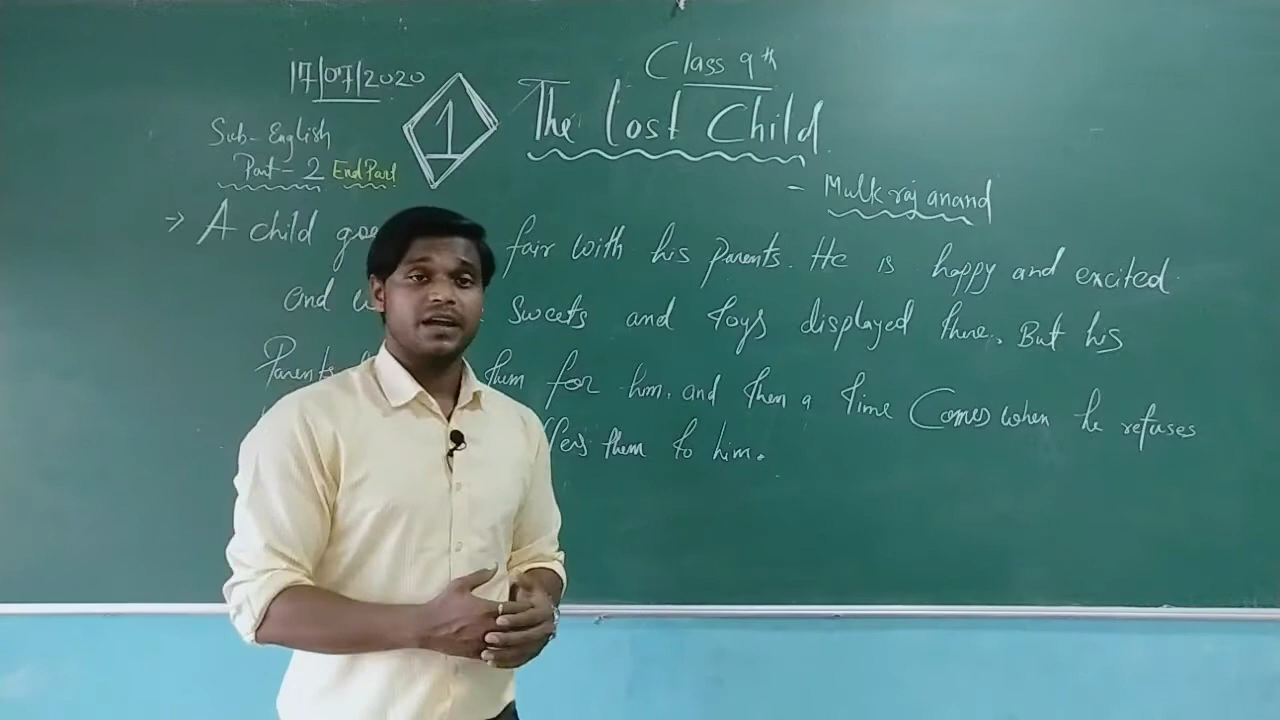 17/07/2020
Class 9th
Sub-English
1
The Lost Child
Part-2 End Part
- Mulk raj anand
→ A child goe fair with his parents. He is happy and excited.
and w sweets and toys displayed there. But his
Parents them for him. and then a time Comes when he refuses
ffers them to him.